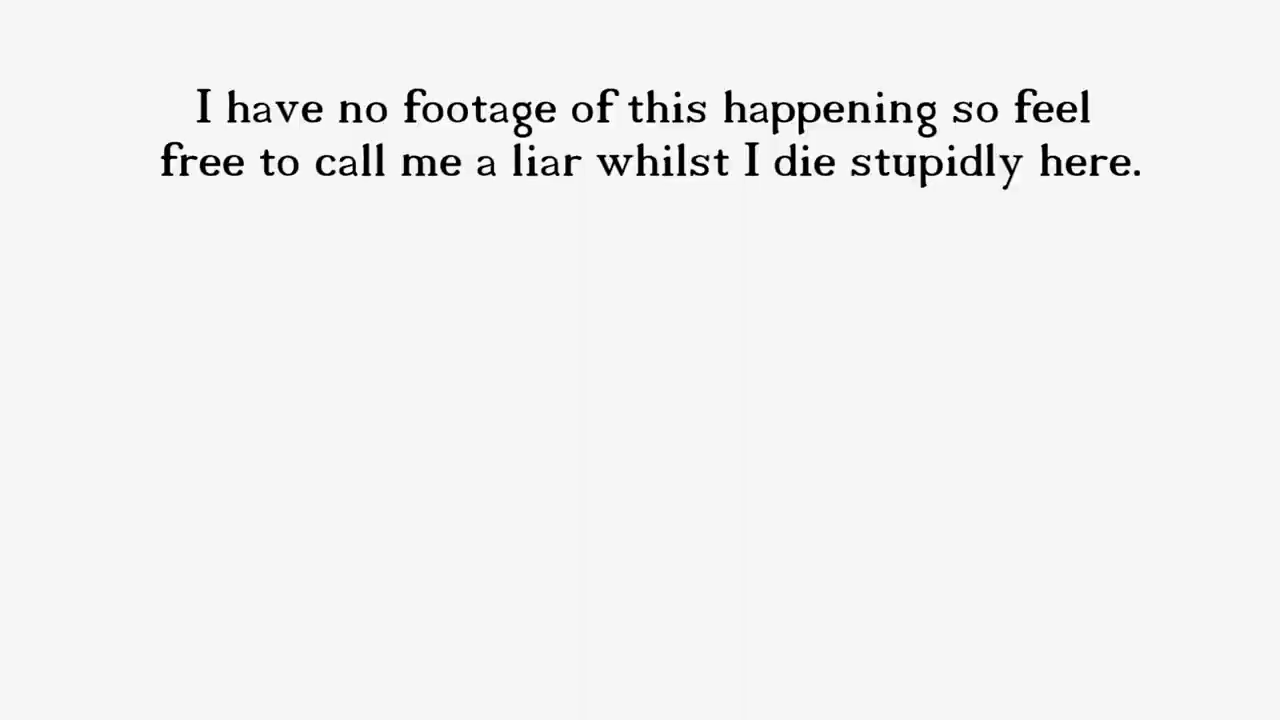 I have no footage of this happening so feel
free to call me a liar whilst I die stupidly here.